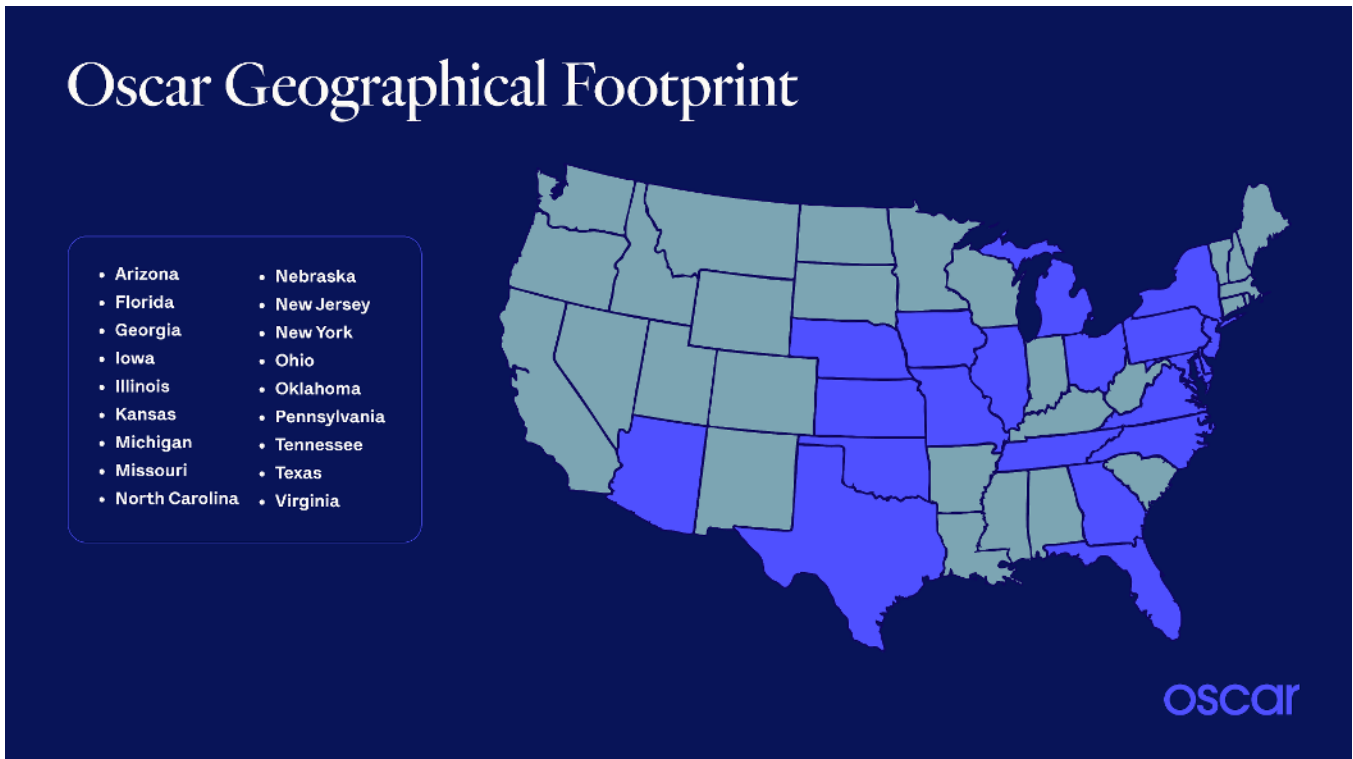 Oscar Geographical Footprint
• Arizona
• Florida
• Georgia
• Iowa
• Illinois
• Kansas
• Michigan
• Missouri
• North Carolina
• Nebraska
• New Jersey
• New York
• Ohio
• Oklahoma
• Pennsylvania
• Tennessee
• Texas
• Virginia
oscar